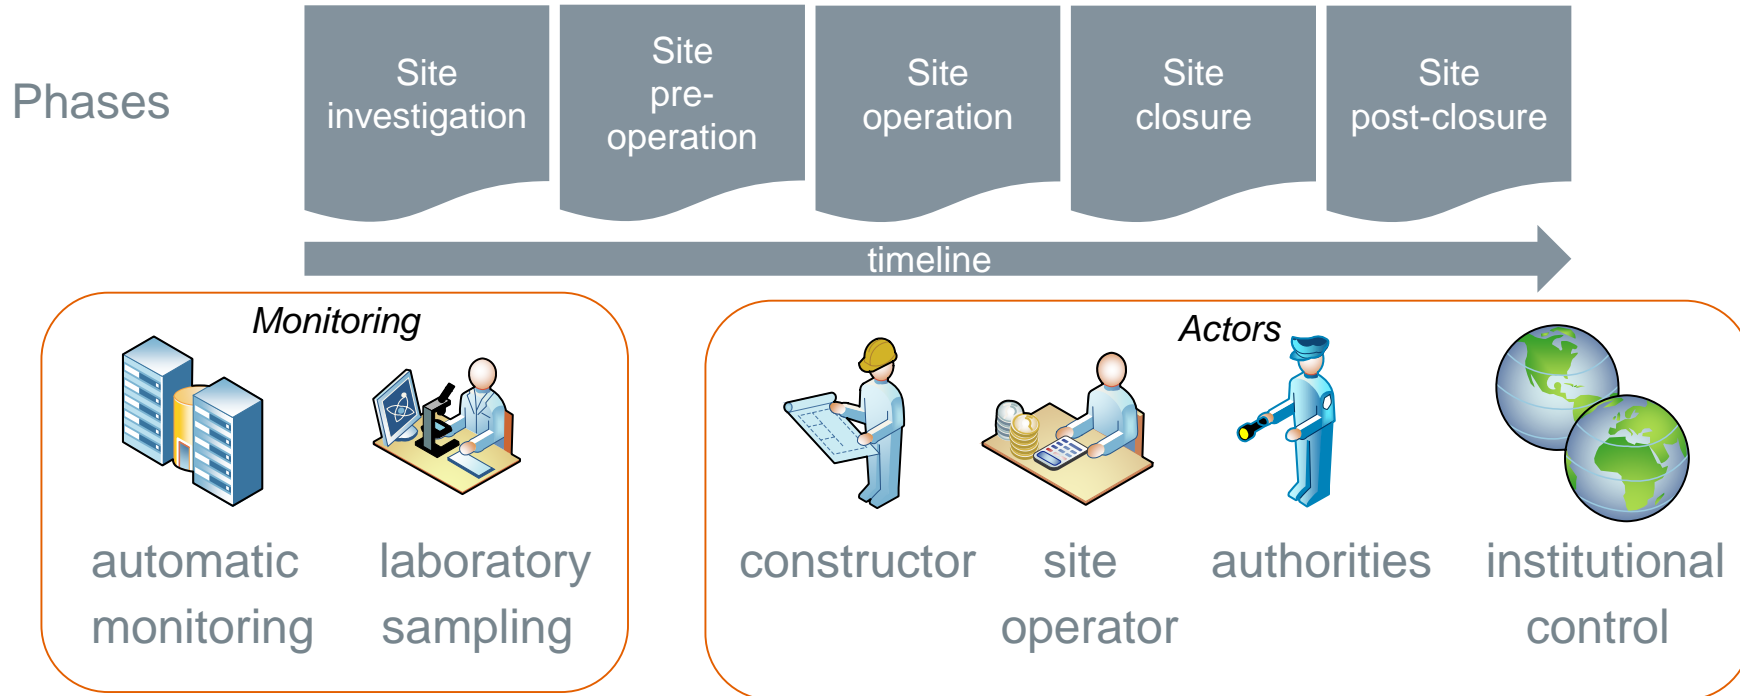 Phases
Site
investigation
Site
pre-
operation
Site
operation
Site
closure
Site
post-closure
timeline
Monitoring
automatic
monitoring
laboratory
sampling
Actors
constructor
site
operator
authorities
institutional
control